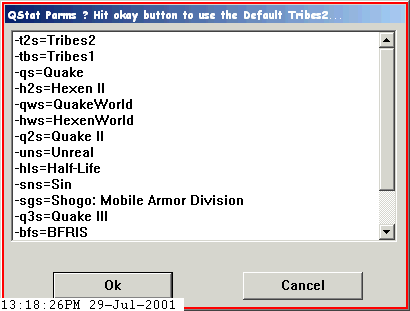 QStat Parms ? Hit okay button to use the Default Tribes2...
-t2s=Tribes2
-tbs=Tribes1
-qs=Quake
-h2s=Hexen II
-qws=QuakeWorld
-hws=HexenWorld
-q2s=Quake II
-uns=Unreal
-hls=Half-Life
-sns=Sin
-sgs=Shogo: Mobile Armor Division
-q3s=Quake III
-bfs=BFRIS
Ok Cancel
13:18:26PM 29-Jul-2001